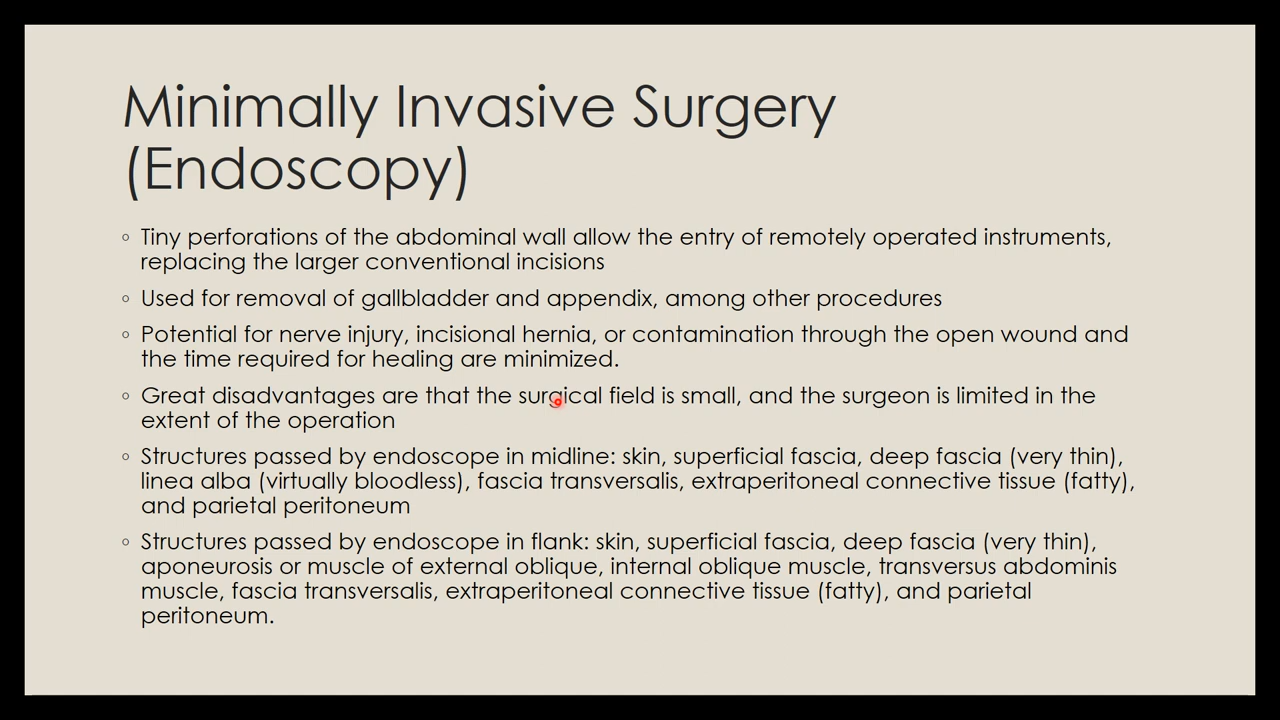 Minimally Invasive Surgery
(Endoscopy)
◦ Tiny perforations of the abdominal wall allow the entry of remotely operated instruments,
replacing the larger conventional incisions
◦ Used for removal of gallbladder and appendix, among other procedures
◦ Potential for nerve injury, incisional hernia, or contamination through the open wound and
the time required for healing are minimized.
◦ Great disadvantages are that the surgical field is small, and the surgeon is limited in the
extent of the operation
◦ Structures passed by endoscope in midline: skin, superficial fascia, deep fascia (very thin),
linea alba (virtually bloodless), fascia transversalis, extraperitoneal connective tissue (fatty),
and parietal peritoneum
◦ Structures passed by endoscope in flank: skin, superficial fascia, deep fascia (very thin),
aponeurosis or muscle of external oblique, internal oblique muscle, transversus abdominis
muscle, fascia transversalis, extraperitoneal connective tissue (fatty), and parietal
peritoneum.